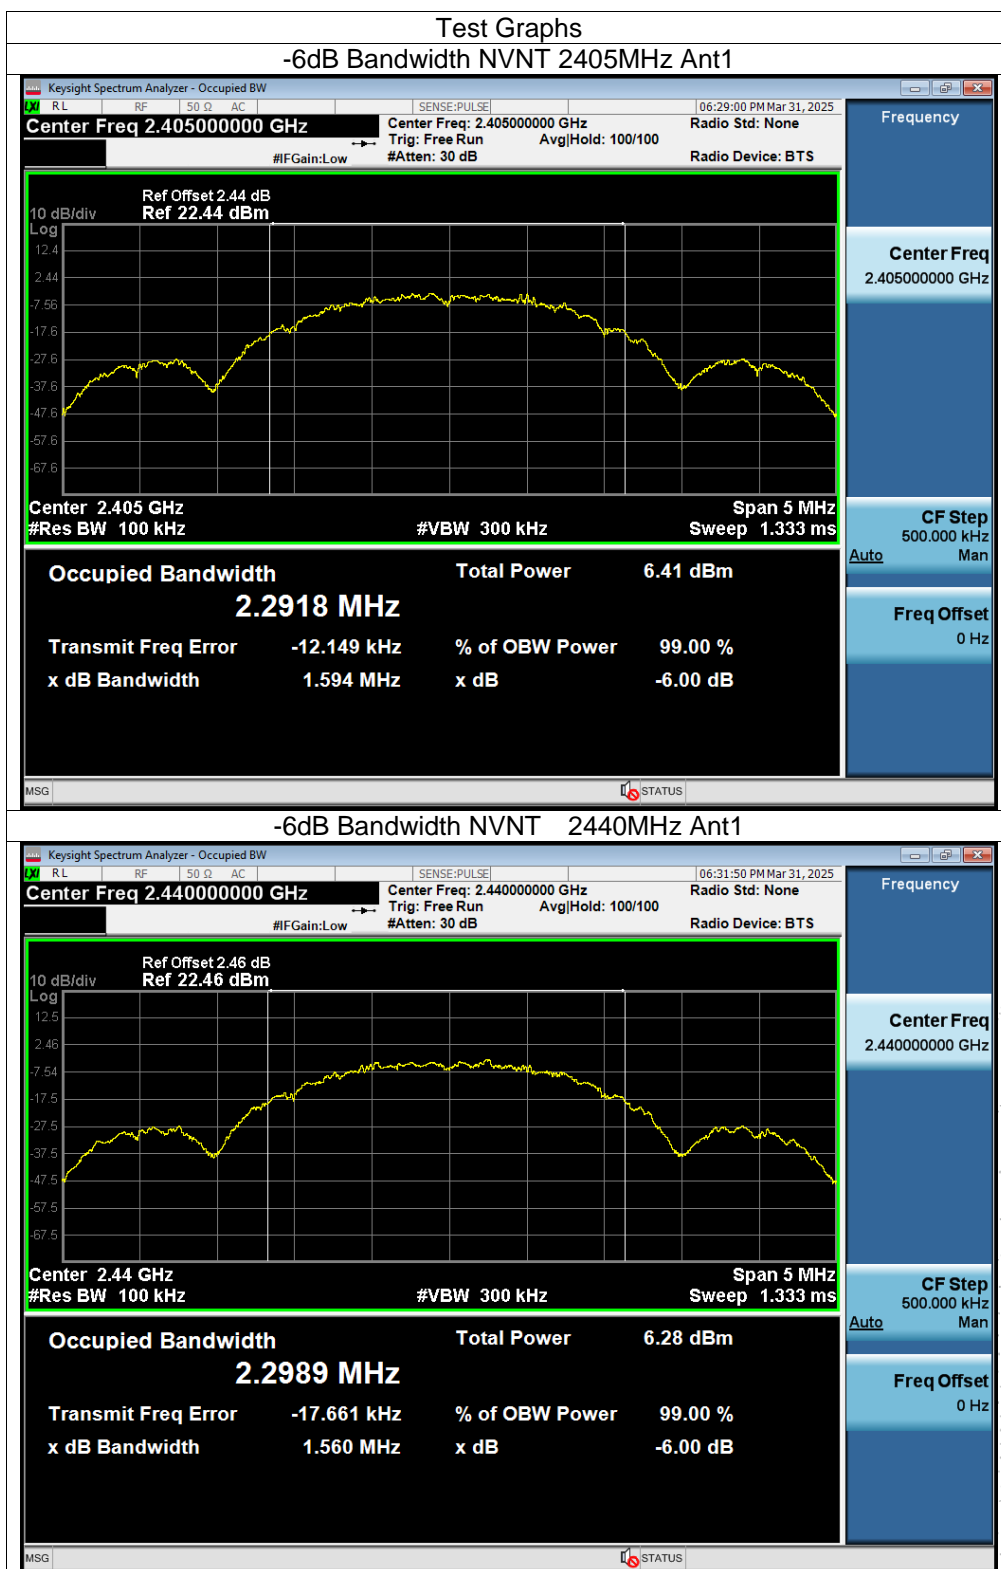 Test Graphs
-6dB Bandwidth NVNT 2405MHz Ant1
Keysight Spectrum Analyzer - Occupied BW
LXI RL RF 50 Ω AC SENSE:PULSE 06:29:00 PM Mar 31, 2025
Center Freq 2.405000000 GHz
Center Freq: 2.405000000 GHz
Radio Std: None
Trig: Free Run Avg|Hold: 100/100
#IFGain:Low #Atten: 30 dB Radio Device: BTS
Frequency
Ref Offset 2.44 dB
10 dB/div Ref 22.44 dBm
Log
12.4
2.44
-7.56
-17.6
-27.6
-37.6
-47.6
-57.6
-67.6
Center 2.405 GHz Span 5 MHz
#Res BW 100 kHz #VBW 300 kHz Sweep 1.333 ms
Center Freq
2.405000000 GHz
CF Step
500.000 kHz
Auto Man
Freq Offset
0 Hz
Occupied Bandwidth Total Power 6.41 dBm
2.2918 MHz
Transmit Freq Error -12.149 kHz % of OBW Power 99.00 %
x dB Bandwidth 1.594 MHz x dB -6.00 dB
MSG STATUS
-6dB Bandwidth NVNT 2440MHz Ant1
Keysight Spectrum Analyzer - Occupied BW
LXI RL RF 50 Ω AC SENSE:PULSE 06:31:50 PM Mar 31, 2025
Center Freq 2.440000000 GHz
Center Freq: 2.440000000 GHz
Radio Std: None
Trig: Free Run Avg|Hold: 100/100
#IFGain:Low #Atten: 30 dB Radio Device: BTS
Frequency
Ref Offset 2.46 dB
10 dB/div Ref 22.46 dBm
Log
12.5
2.46
-7.54
-17.5
-27.5
-37.5
-47.5
-57.5
-67.5
Center 2.44 GHz Span 5 MHz
#Res BW 100 kHz #VBW 300 kHz Sweep 1.333 ms
Center Freq
2.440000000 GHz
CF Step
500.000 kHz
Auto Man
Freq Offset
0 Hz
Occupied Bandwidth Total Power 6.28 dBm
2.2989 MHz
Transmit Freq Error -17.661 kHz % of OBW Power 99.00 %
x dB Bandwidth 1.560 MHz x dB -6.00 dB
MSG STATUS